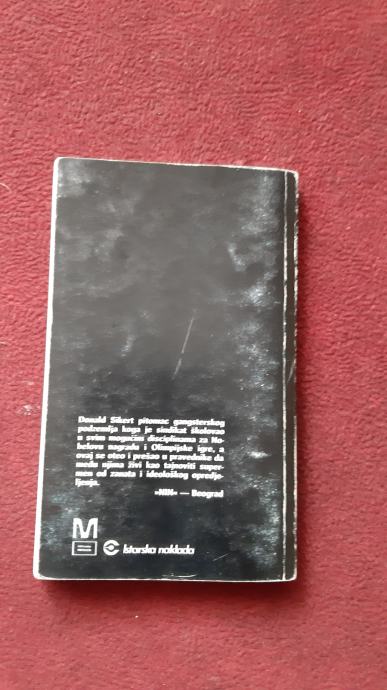 Donald Sikert pitomac gangsterskog
podzemlja koga je sindikat školovao
u svim mogućim disciplinama za No-
belovu nagradu i Olimpijske igre, a
ovaj se oteo i prešao u pravednike da
među njima živi kao tajnoviti super-
men od zanata i ideološkog opredje-
ljenja.
»NIN« — Beograd
M
Istarska naklada